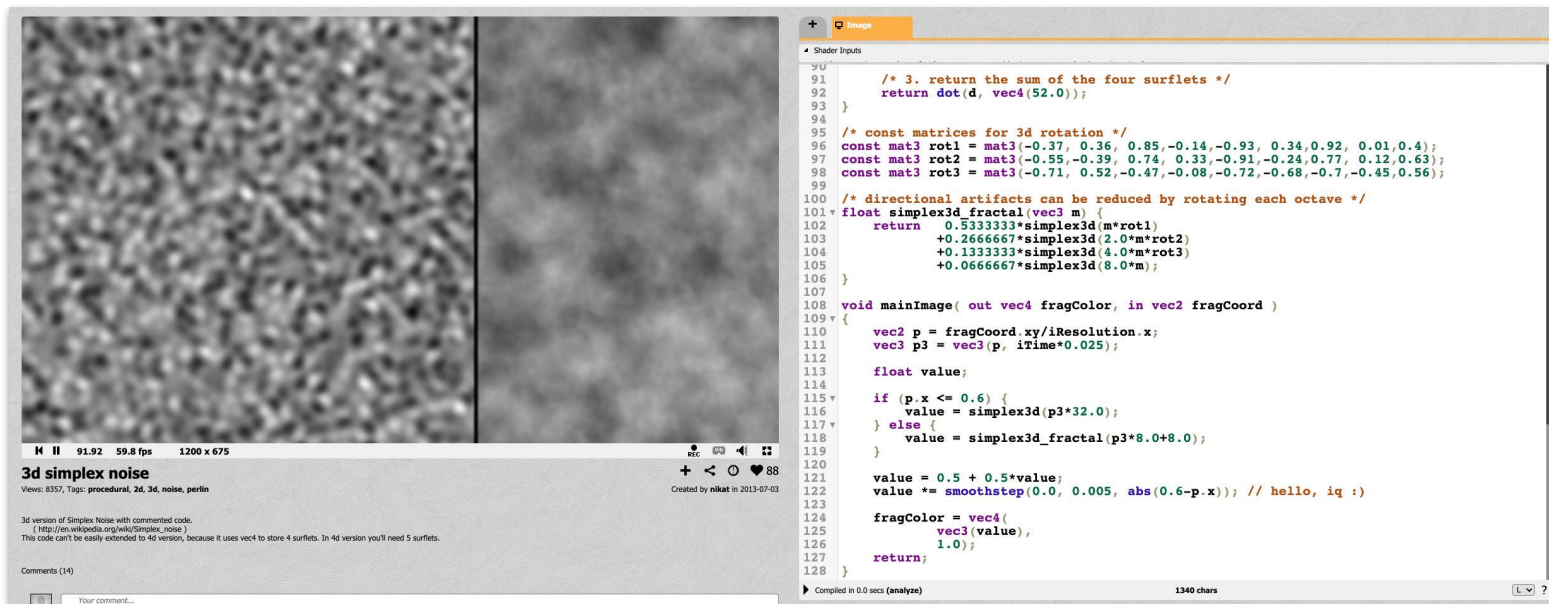 91.92 59.8 fps 1200 x 675 REC
3d simplex noise
88
Views: 8357, Tags: procedural, 2d, 3d, noise, perlin
Created by nikat in 2013-07-03
3d version of Simplex Noise with commented code.
( http://en.wikipedia.org/wiki/Simplex_noise )
This code can't be easily extended to 4d version, because it uses vec4 to store 4 surflets. In 4d version you'll need 5 surflets.
Comments (14)
Your comment...
+ Image
Shader Inputs
90
91 /* 3. return the sum of the four surflets */
92 return dot(d, vec4(52.0));
93 }
94
95 /* const matrices for 3d rotation */
96 const mat3 rot1 = mat3(-0.37, 0.36, 0.85,-0.14,-0.93, 0.34,0.92, 0.01,0.4);
97 const mat3 rot2 = mat3(-0.55,-0.39, 0.74, 0.33,-0.91,-0.24,0.77, 0.12,0.63);
98 const mat3 rot3 = mat3(-0.71, 0.52,-0.47,-0.08,-0.72,-0.68,-0.7,-0.45,0.56);
99
100 /* directional artifacts can be reduced by rotating each octave */
101 float simplex3d_fractal(vec3 m) {
102 return 0.5333333*simplex3d(m*rot1)
103 +0.2666667*simplex3d(2.0*m*rot2)
104 +0.1333333*simplex3d(4.0*m*rot3)
105 +0.0666667*simplex3d(8.0*m);
106 }
107
108 void mainImage( out vec4 fragColor, in vec2 fragCoord )
109 {
110 vec2 p = fragCoord.xy/iResolution.x;
111 vec3 p3 = vec3(p, iTime*0.025);
112
113 float value;
114
115 if (p.x <= 0.6) {
116 value = simplex3d(p3*32.0);
117 } else {
118 value = simplex3d_fractal(p3*8.0+8.0);
119 }
120
121 value = 0.5 + 0.5*value;
122 value *= smoothstep(0.0, 0.005, abs(0.6-p.x)); // hello, iq :)
123
124 fragColor = vec4(
125 vec3(value),
126 1.0);
127 return;
128 }
Compiled in 0.0 secs (analyze)
1340 chars
L ?